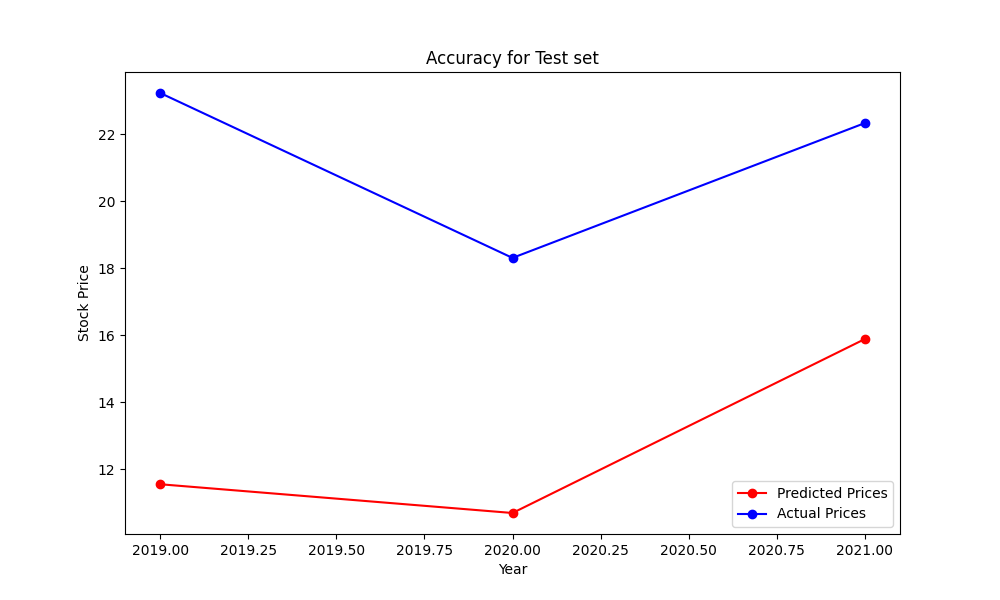 Accuracy for Test set
Stock Price
22
20
18
16
14
12
Predicted Prices
Actual Prices
2019.00 2019.25 2019.50 2019.75 2020.00 2020.25 2020.50 2020.75 2021.00
Year